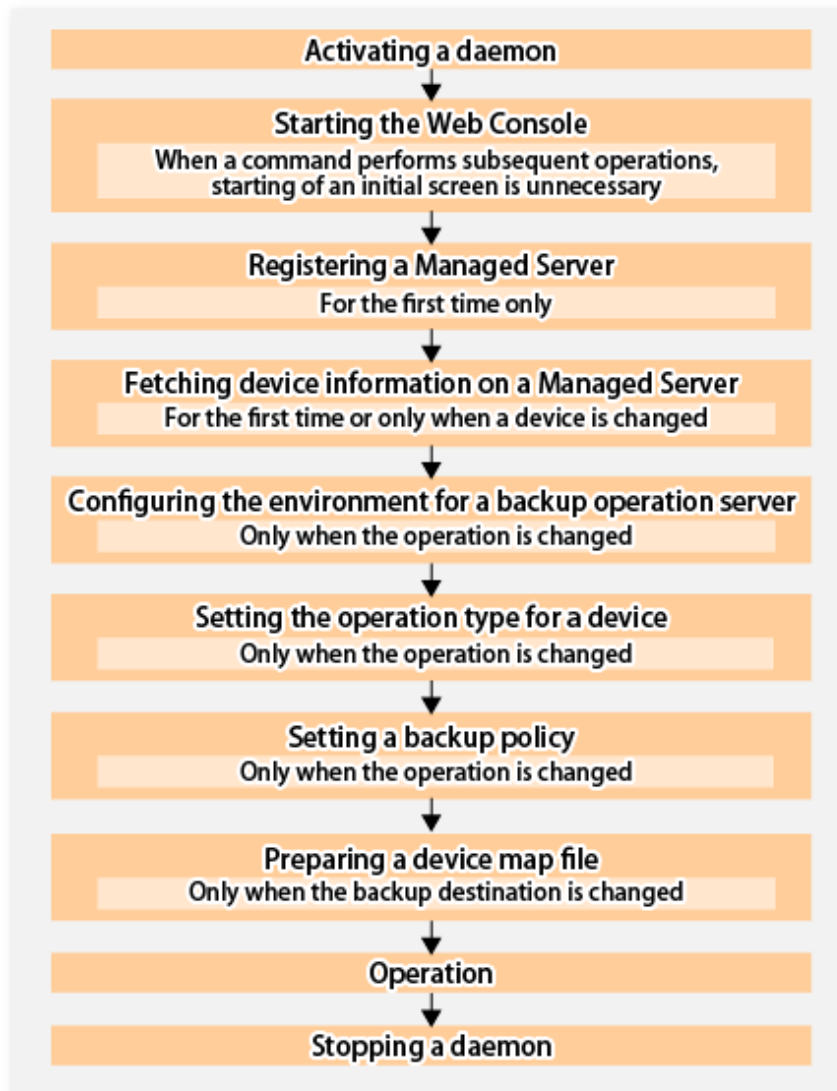 Activating a daemon
Starting the Web Console
When a command performs subsequent operations,
starting of an initial screen is unnecessary
Registering a Managed Server
For the first time only
Fetching device information on a Managed Server
For the first time or only when a device is changed
Configuring the environment for a backup operation server
Only when the operation is changed
Setting the operation type for a device
Only when the operation is changed
Setting a backup policy
Only when the operation is changed
Preparing a device map file
Only when the backup destination is changed
Operation
Stopping a daemon